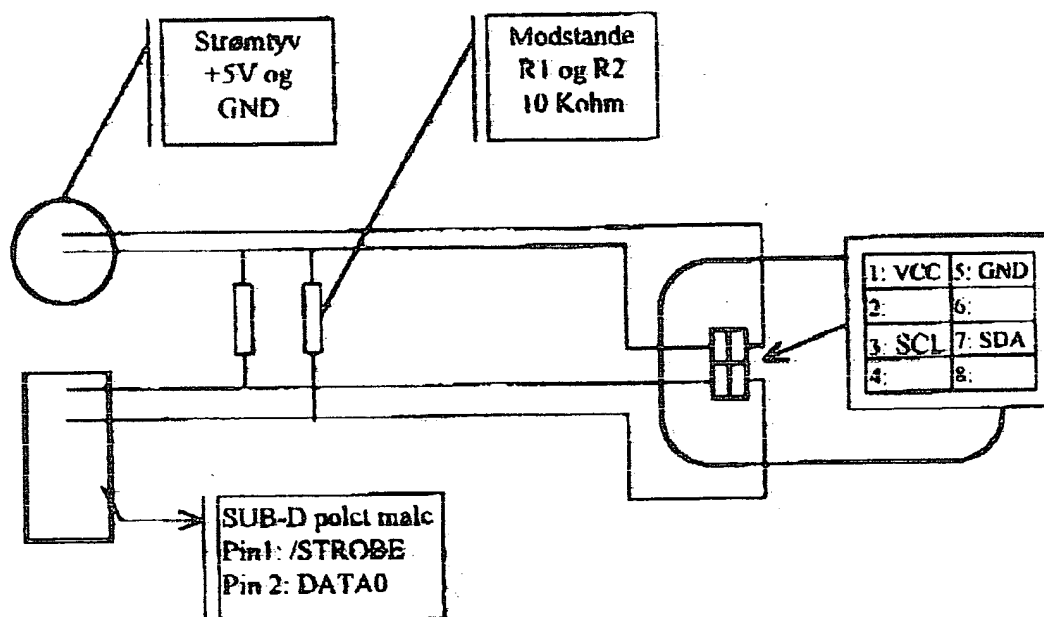 Strømtyv
+5V og
GND
Modstande
R1 og R2
10 Kohm
1: VCC 5: GND
2: 6:
3: SCL 7: SDA
4: 8:
SUB-D polet male
Pin1: /STROBE
Pin 2: DATA0